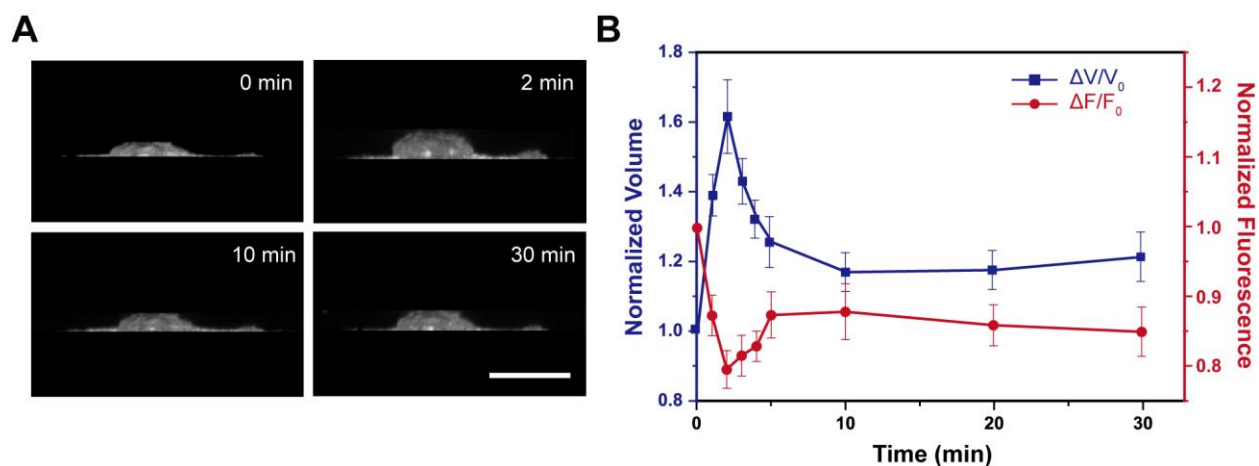 A
0 min
2 min
10 min
30 min
B
Normalized Volume
1.8
1.6
1.4
1.2
1.0
0.8
ΔV/V₀
ΔF/F₀
1.2
1.1
1.0
0.9
0.8
Normalized Fluorescence
0
10
20
30
Time (min)